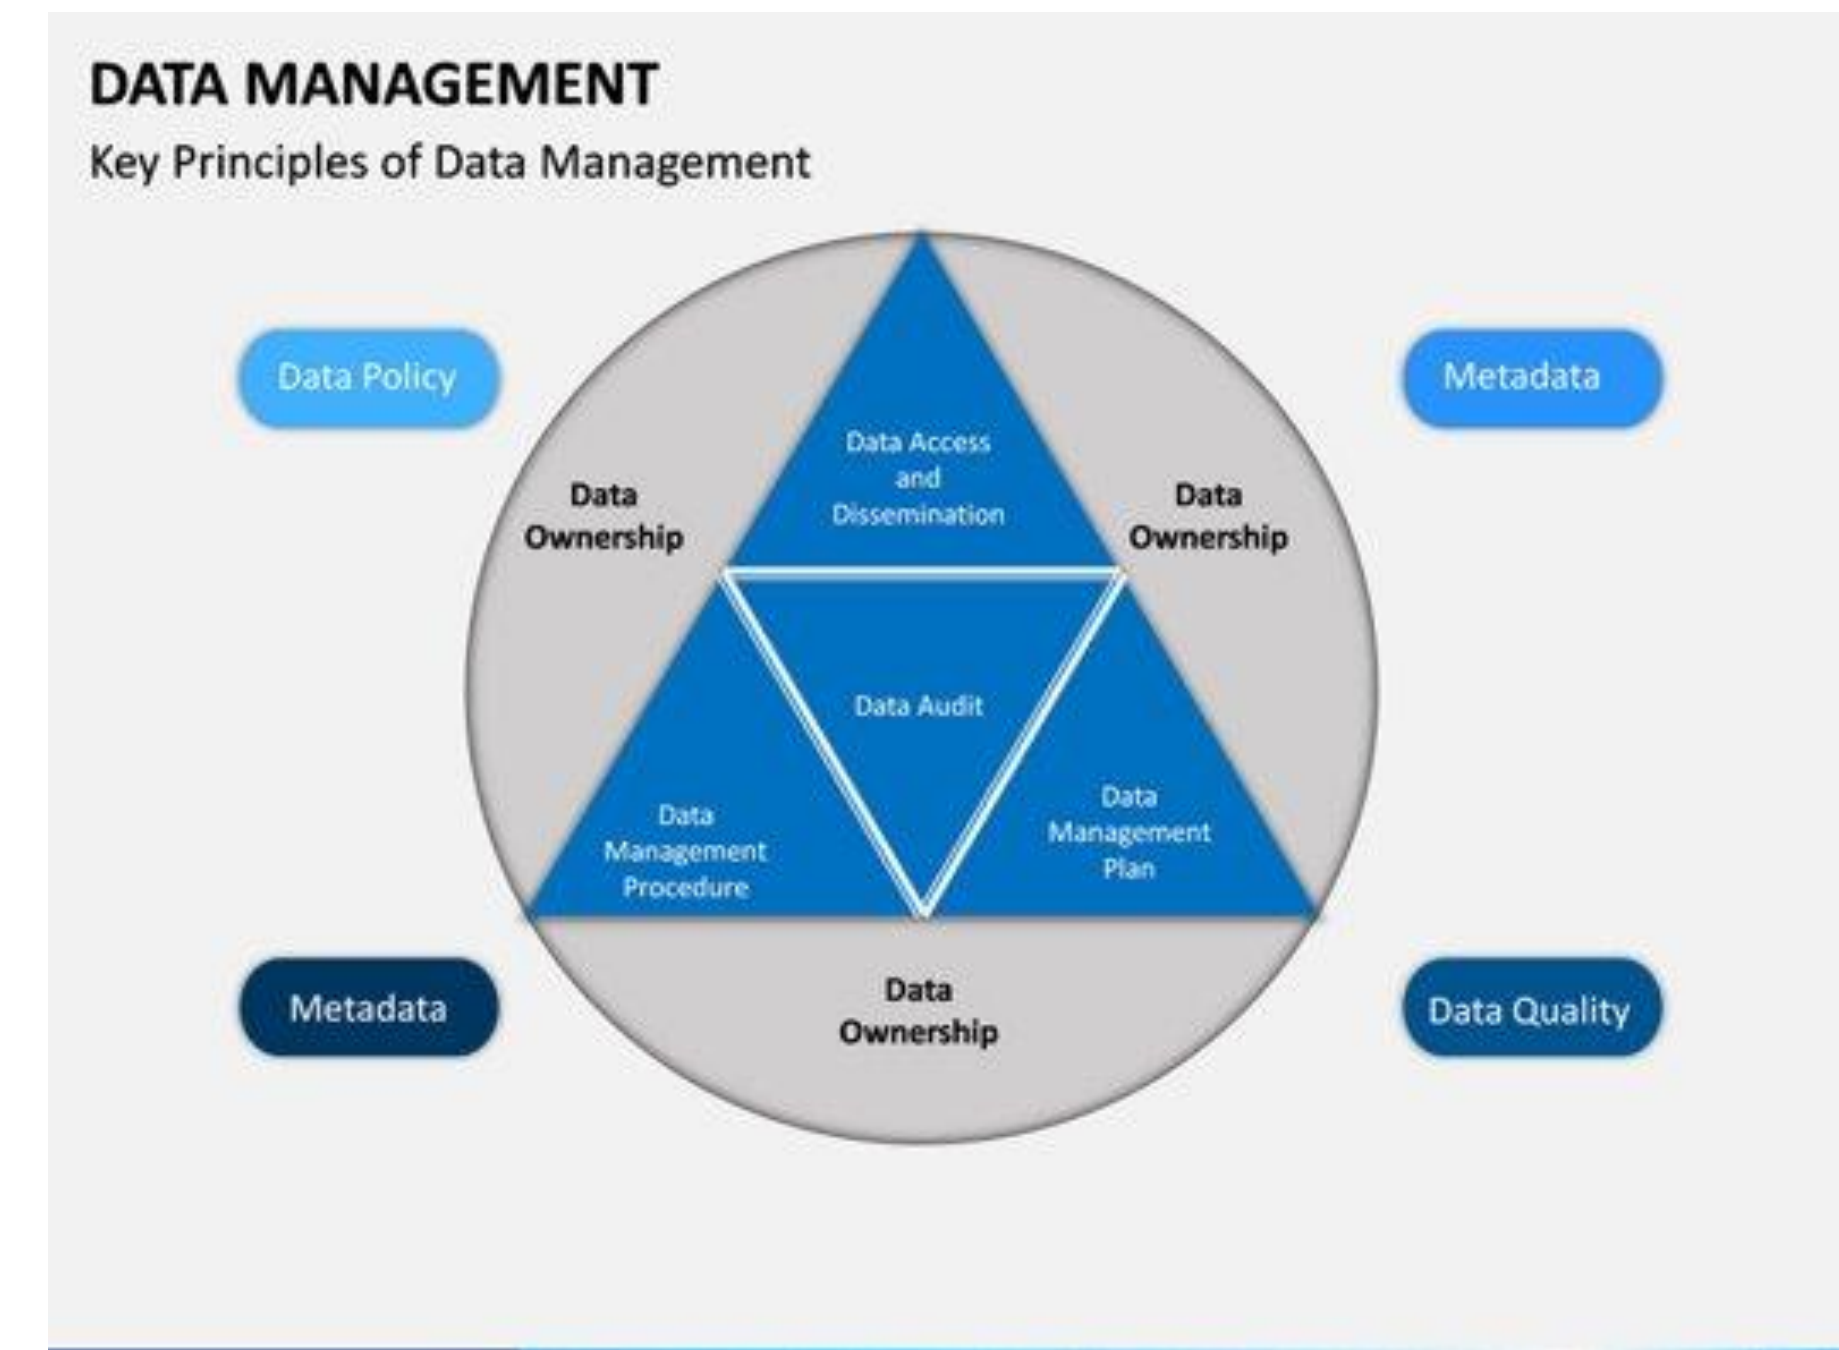 DATA MANAGEMENT
Key Principles of Data Management
Data Policy
Metadata
Data Access
and
Dissemination
Data
Ownership
Data
Ownership
Data Audit
Data
Management
Procedure
Data
Management
Plan
Metadata
Data
Ownership
Data Quality